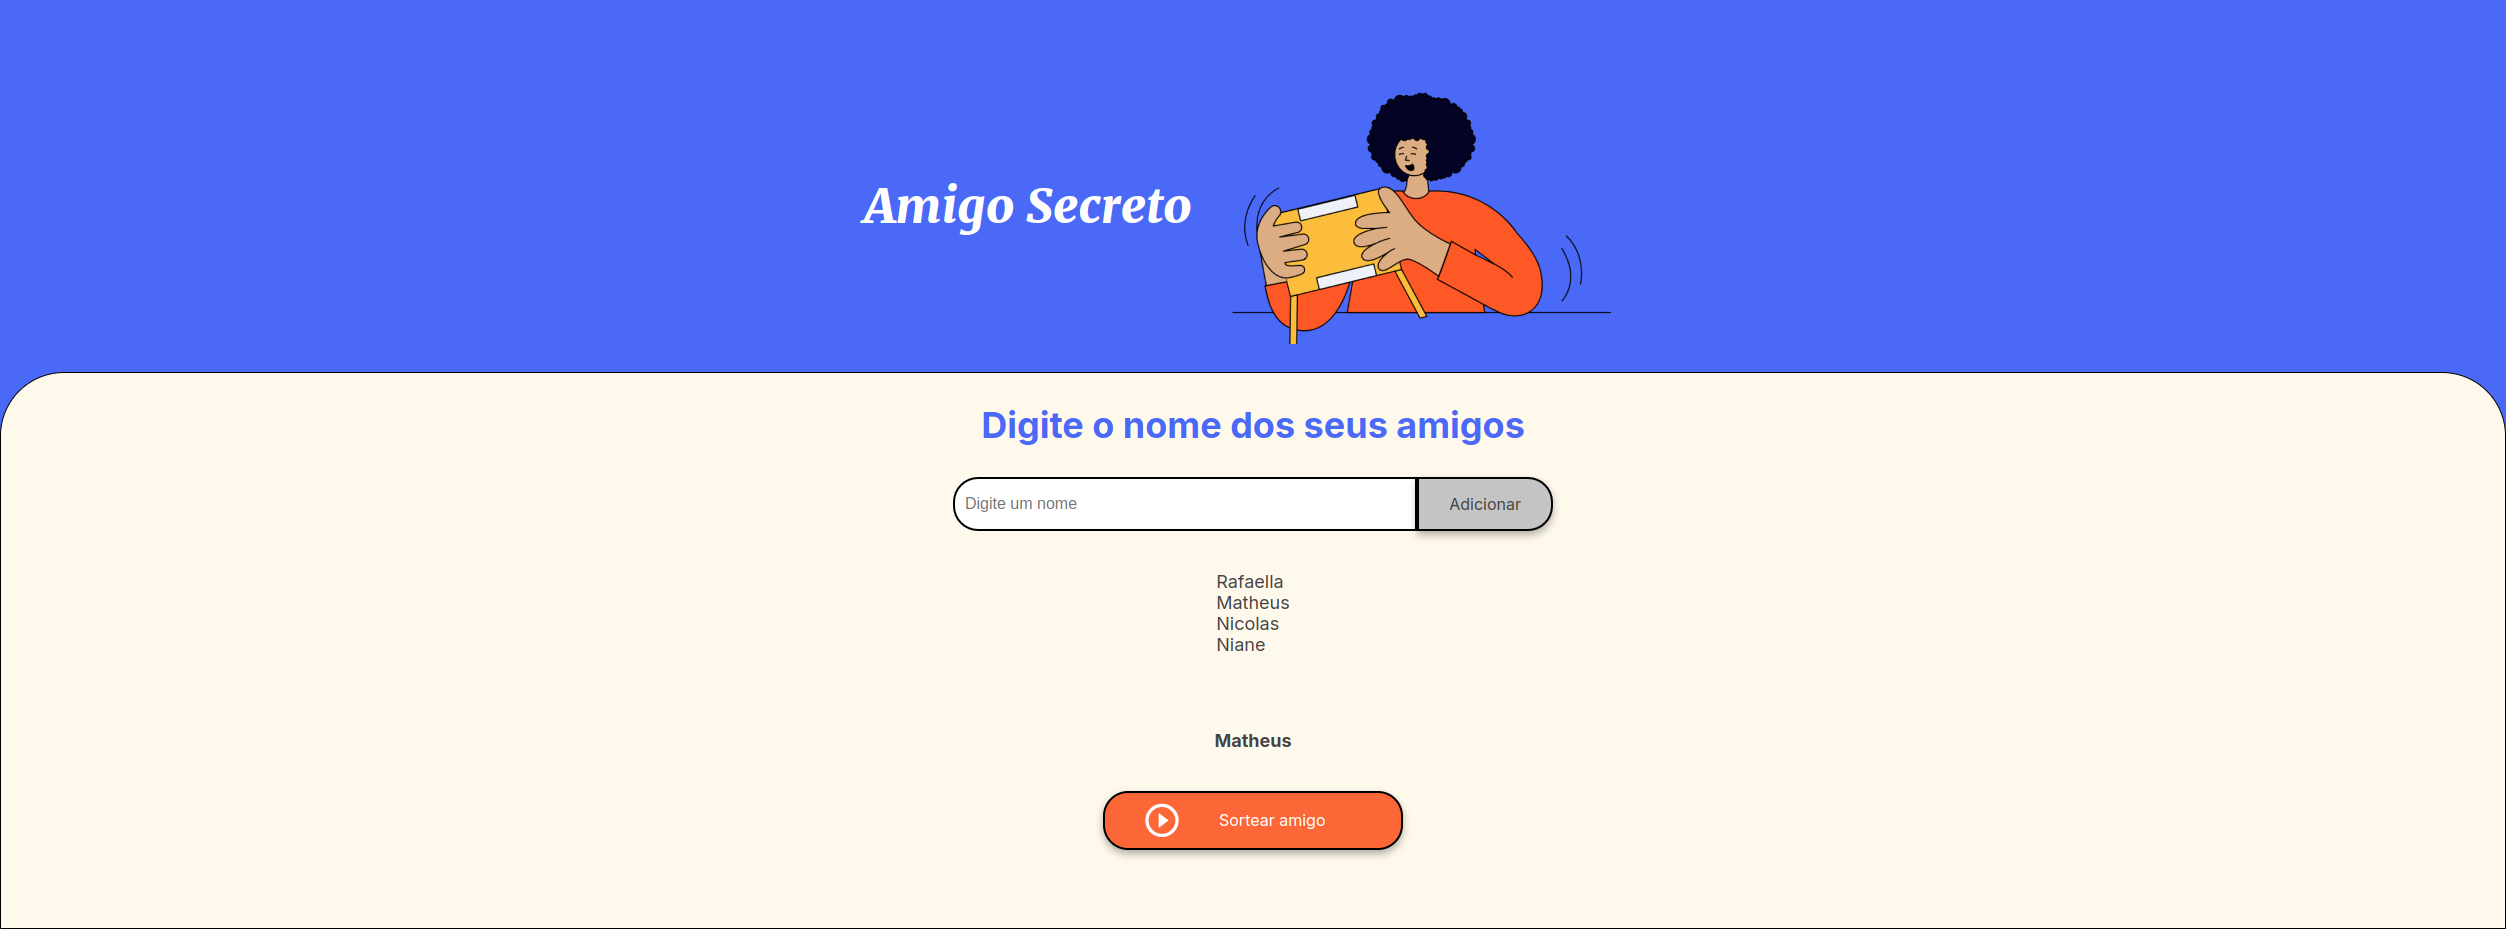 Amigo Secreto
Digite o nome dos seus amigos
Digite um nome
Adicionar
Rafaella
Matheus
Nicolas
Niane
Matheus
Sortear amigo